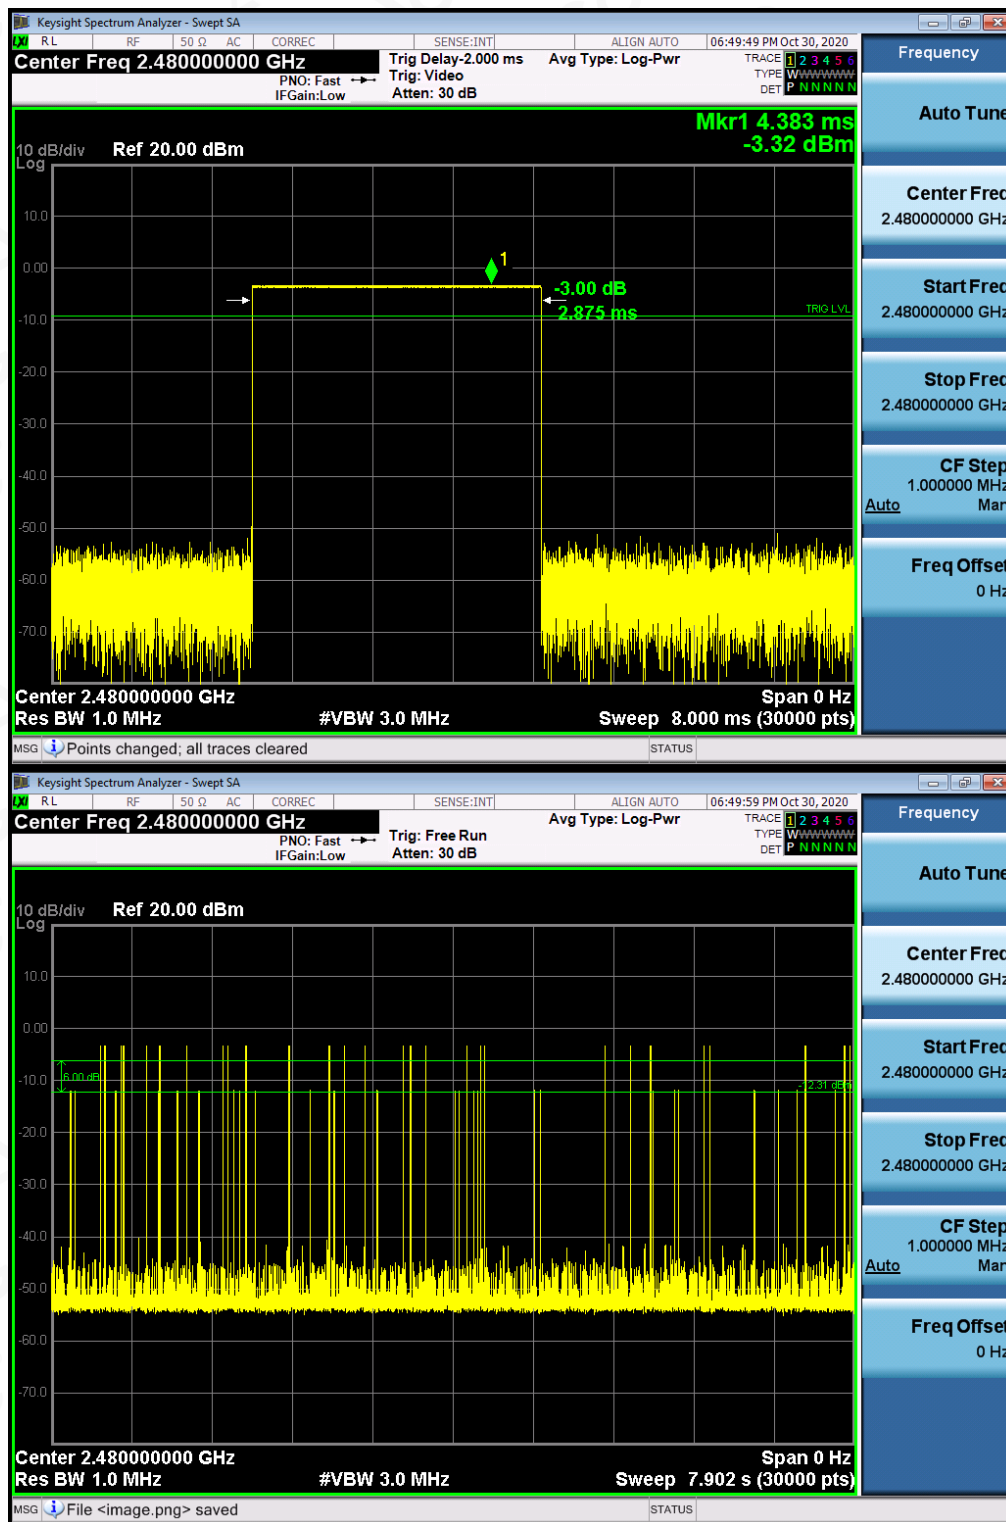 Keysight Spectrum Analyzer - Swept SA
LXI RL RF 50 Ω AC CORREC SENSE:INT ALIGN AUTO 06:49:49 PM Oct 30, 2020
Center Freq 2.480000000 GHz
PNO: Fast
IFGain:Low
Trig Delay-2.000 ms
Trig: Video
Atten: 30 dB
Avg Type: Log-Pwr
TRACE 1 2 3 4 5 6
TYPE WWWWWW
DET P N N N N N
Mkr1 4.383 ms
-3.32 dBm
10 dB/div Ref 20.00 dBm
Log
10.0
0.00
-10.0
-20.0
-30.0
-40.0
-50.0
-60.0
-70.0
1
-3.00 dB
2.875 ms
TRIG LVL
Center 2.480000000 GHz Span 0 Hz
Res BW 1.0 MHz #VBW 3.0 MHz Sweep 8.000 ms (30000 pts)
MSG Points changed; all traces cleared STATUS
Frequency
Auto Tune
Center Freq
2.480000000 GHz
Start Freq
2.480000000 GHz
Stop Freq
2.480000000 GHz
CF Step
1.000000 MHz
Auto Man
Freq Offset
0 Hz
Keysight Spectrum Analyzer - Swept SA
LXI RL RF 50 Ω AC CORREC SENSE:INT ALIGN AUTO 06:49:59 PM Oct 30, 2020
Center Freq 2.480000000 GHz
PNO: Fast
IFGain:Low
Trig: Free Run
Atten: 30 dB
Avg Type: Log-Pwr
TRACE 1 2 3 4 5 6
TYPE WWWWWW
DET P N N N N N
10 dB/div Ref 20.00 dBm
Log
10.0
0.00
-10.0
-20.0
-30.0
-40.0
-50.0
-60.0
-70.0
6.00 dB
-12.31 dBm
Center 2.480000000 GHz Span 0 Hz
Res BW 1.0 MHz #VBW 3.0 MHz Sweep 7.902 s (30000 pts)
MSG File <image.png> saved STATUS
Frequency
Auto Tune
Center Freq
2.480000000 GHz
Start Freq
2.480000000 GHz
Stop Freq
2.480000000 GHz
CF Step
1.000000 MHz
Auto Man
Freq Offset
0 Hz